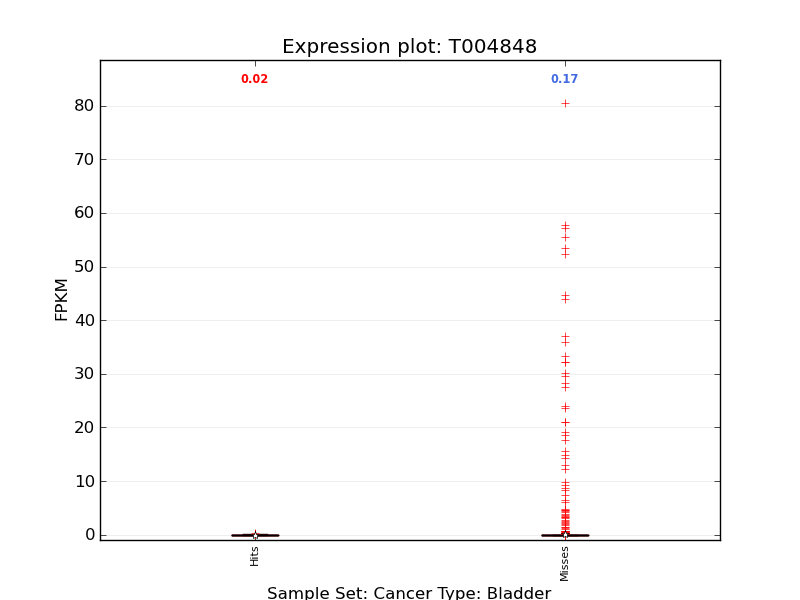 Expression plot: T004848
0.02
0.17
80
70
60
50
40
30
20
10
0
FPKM
Hits
Misses
Sample Set: Cancer Type: Bladder